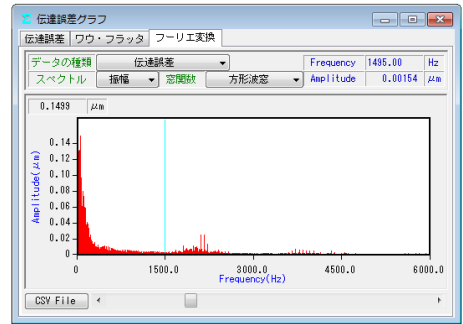 伝達誤差グラフ
伝達誤差 ワウ・フラッタ フーリエ変換
データの種類 伝達誤差 Frequency 1495.00 Hz
スペクトル 振幅 窓関数 方形波窓 Amplitude 0.00154 μm
0.1499 μm
Amplitude(μm)
0.14
0.12
0.10
0.08
0.06
0.04
0.02
0
0 1500.0 3000.0 4500.0 6000.0
Frequency(Hz)
CSV File